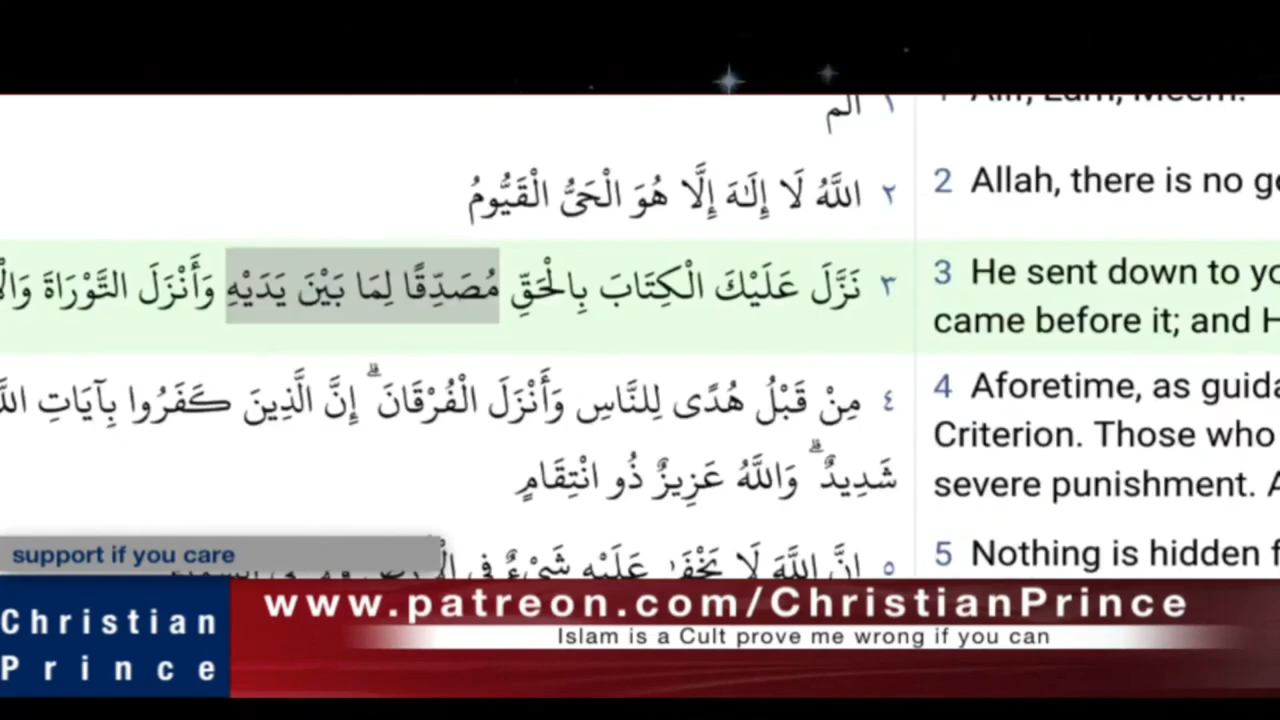 ١ الم
1 Alif, Lam, Meem.
٢ اللَّهُ لَا إِلَـٰهَ إِلَّا هُوَ الْحَيُّ الْقَيُّومُ
2 Allah, there is no go
٣ نَزَّلَ عَلَيْكَ الْكِتَابَ بِالْحَقِّ مُصَدِّقًا لِمَا بَيْنَ يَدَيْهِ وَأَنْزَلَ التَّوْرَاةَ
3 He sent down to yo
came before it; and H
٤ مِنْ قَبْلُ هُدًى لِلنَّاسِ وَأَنْزَلَ الْفُرْقَانَ ۗ إِنَّ الَّذِينَ كَفَرُوا بِآيَاتِ
شَدِيدٌ ۗ وَاللَّهُ عَزِيزٌ ذُو انْتِقَامٍ
4 Aforetime, as guida
Criterion. Those who
severe punishment. A
٥ إِنَّ اللَّهَ لَا يَخْفَىٰ عَلَيْهِ شَيْءٌ فِي
5 Nothing is hidden f
support if you care
Christian
Prince
www.patreon.com/ChristianPrince
Islam is a Cult prove me wrong if you can